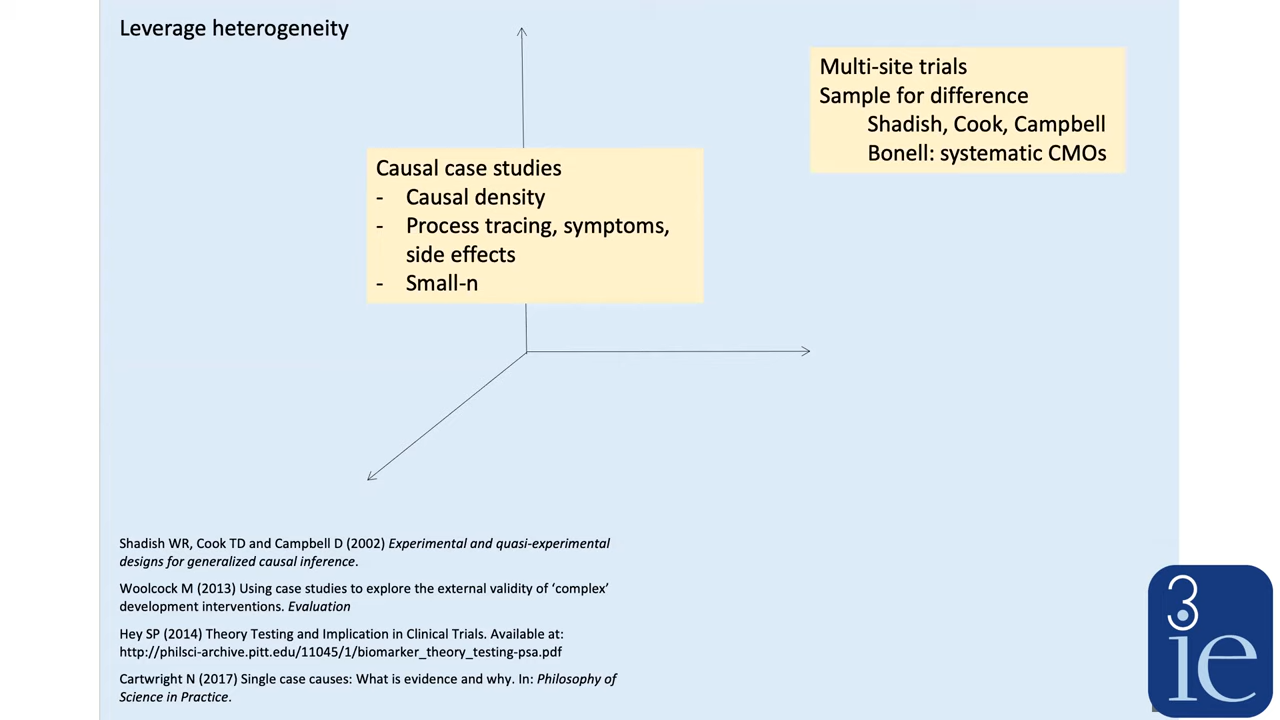 Leverage heterogeneity
Multi-site trials
Sample for difference
Shadish, Cook, Campbell
Bonell: systematic CMOs
Causal case studies
- Causal density
- Process tracing, symptoms,
side effects
- Small-n
Shadish WR, Cook TD and Campbell D (2002) Experimental and quasi-experimental
designs for generalized causal inference.
Woolcock M (2013) Using case studies to explore the external validity of ‘complex’
development interventions. Evaluation
Hey SP (2014) Theory Testing and Implication in Clinical Trials. Available at:
http://philsci-archive.pitt.edu/11045/1/biomarker_theory_testing-psa.pdf
Cartwright N (2017) Single case causes: What is evidence and why. In: Philosophy of
Science in Practice.
3
ie